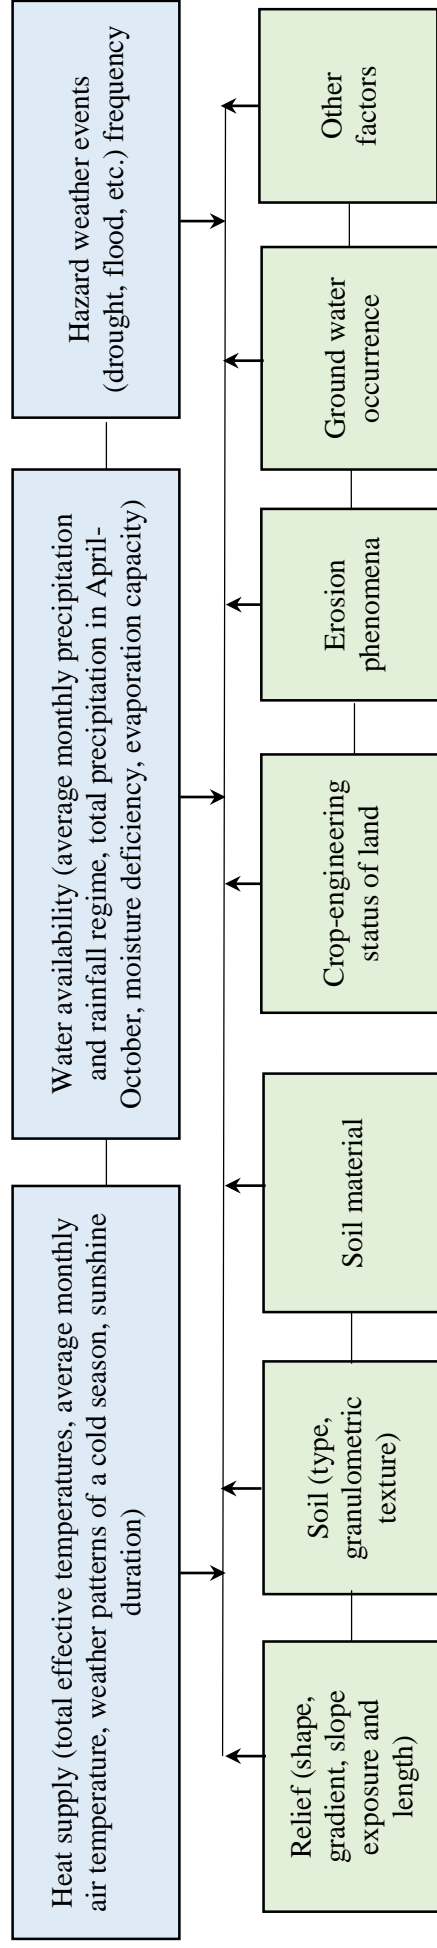 Heat supply (total effective temperatures, average monthly
air temperature, weather patterns of a cold season, sunshine
duration)
Water availability (average monthly precipitation
and rainfall regime, total precipitation in April-
October, moisture deficiency, evaporation capacity)
Hazard weather events
(drought, flood, etc.) frequency
Relief (shape,
gradient, slope
exposure and
length)
Soil (type,
granulometric
texture)
Soil material
Crop-engineering
status of land
Erosion
phenomena
Ground water
occurrence
Other
factors